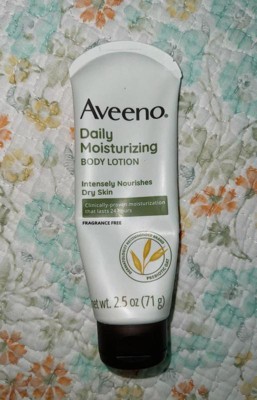 Aveeno®
Daily
Moisturizing
BODY LOTION
Intensely Nourishes
Dry Skin
Clinically-proven moisturization
that lasts 24 hours
FRAGRANCE FREE
et wt. 2.5 oz (71 g)